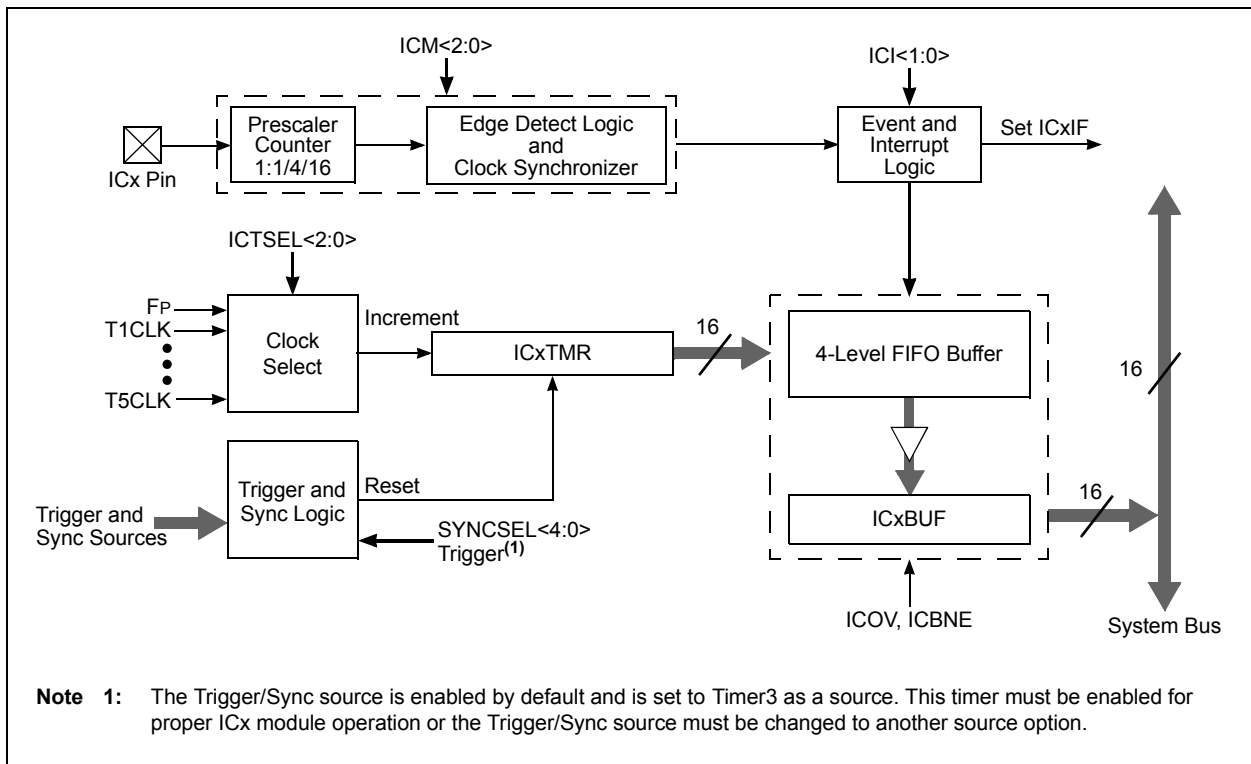 ICM<2:0>
ICI<1:0>
Prescaler
Counter
1:1/4/16
Edge Detect Logic
and
Clock Synchronizer
Event and
Interrupt
Logic
Set ICxIF
ICx Pin
ICTSEL<2:0>
FP
T1CLK
T5CLK
Clock
Select
Increment
ICxTMR
16
4-Level FIFO Buffer
16
Trigger and
Sync Sources
Trigger and
Sync Logic
Reset
SYNCSEL<4:0>
Trigger(1)
ICxBUF
16
ICOV, ICBNE
System Bus
Note 1: The Trigger/Sync source is enabled by default and is set to Timer3 as a source. This timer must be enabled for
proper ICx module operation or the Trigger/Sync source must be changed to another source option.